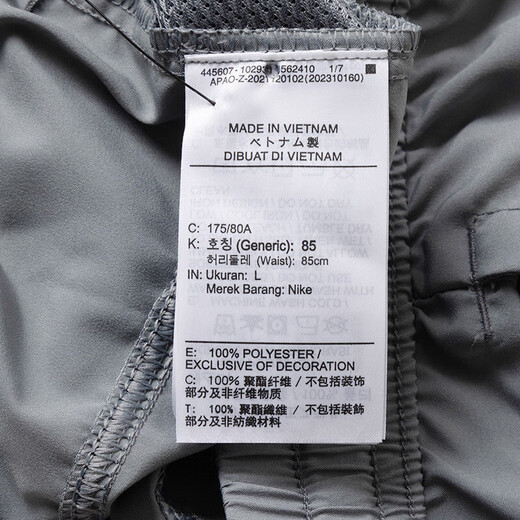 1562410 1/7
MADE IN VIETNAM
ベトナム製
DIBUAT DI VIETNAM
C: 175/80A
K: 호칭 (Generic): 85
허리둘레 (Waist): 85cm
IN: Ukuran: L
Merek Barang: Nike
E: 100% POLYESTER /
EXCLUSIVE OF DECORATION
C: 100% 聚酯纤维 / 不包括装饰
部分及非纤维物质
T: 100% 聚酯纖維 / 不包括裝飾
部分及非紡織材料